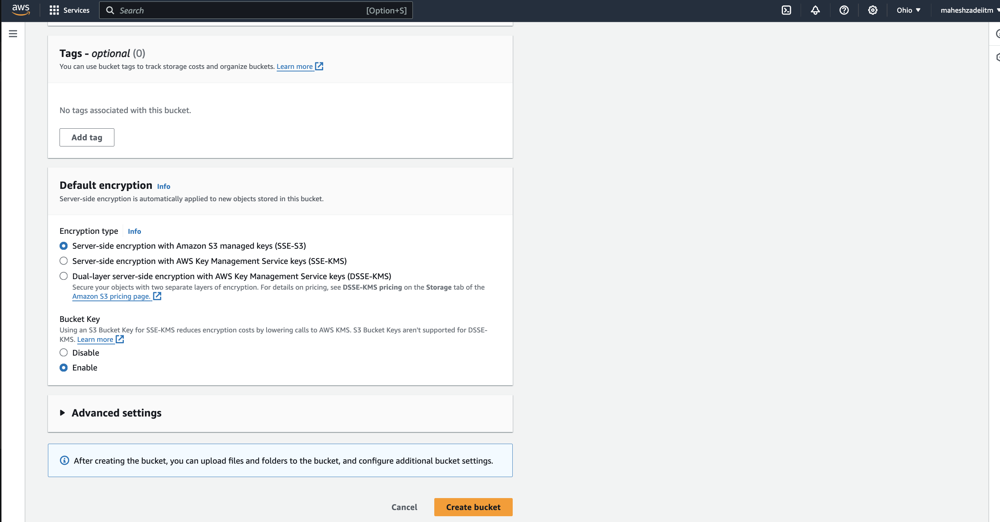 aws
Services
Search
[Option+S]
Ohio
maheshzadeiitm
Tags - optional (0)
You can use bucket tags to track storage costs and organize buckets. Learn more
No tags associated with this bucket.
Add tag
Default encryption Info
Server-side encryption is automatically applied to new objects stored in this bucket.
Encryption type Info
Server-side encryption with Amazon S3 managed keys (SSE-S3)
Server-side encryption with AWS Key Management Service keys (SSE-KMS)
Dual-layer server-side encryption with AWS Key Management Service keys (DSSE-KMS)
Secure your objects with two separate layers of encryption. For details on pricing, see DSSE-KMS pricing on the Storage tab of the
Amazon S3 pricing page.
Bucket Key
Using an S3 Bucket Key for SSE-KMS reduces encryption costs by lowering calls to AWS KMS. S3 Bucket Keys aren't supported for DSSE-
KMS. Learn more
Disable
Enable
Advanced settings
After creating the bucket, you can upload files and folders to the bucket, and configure additional bucket settings.
Cancel
Create bucket